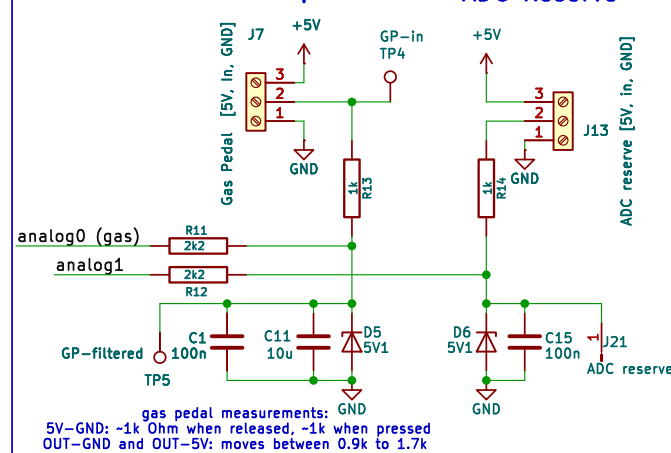 +5V
J7
GP-in
TP4
+5V
Gas Pedal [5V, In, GND]
3
2
1
GND
3
2
1
J13
GND
ADC reserve [5V, in, GND]
1k
R13
1k
R14
analog0 (gas)
R11
2k2
analog1
2k2
R12
GP-filtered
TP5
C1
100n
C11
10u
D5
5V1
D6
5V1
C15
100n
1
J21
ADC reserve
GND
GND
gas pedal measurements:
5V-GND: ~1k Ohm when released, ~1k when pressed
OUT-GND and OUT-5V: moves between 0.9k to 1.7k